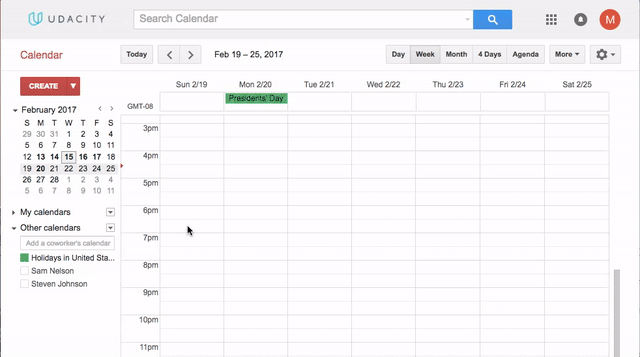 UDACITY
Search Calendar
M
Calendar
Today
Feb 19 – 25, 2017
Day Week Month 4 Days Agenda
More
CREATE
February 2017
S M T W T F S
29 30 31 1 2 3 4
5 6 7 8 9 10 11
12 13 14 15 16 17 18
19 20 21 22 23 24 25
26 27 28 1 2 3 4
5 6 7 8 9 10 11
My calendars
Other calendars
Add a coworker's calendar
Holidays in United Sta...
Sam Nelson
Steven Johnson
Sun 2/19 Mon 2/20 Tue 2/21 Wed 2/22 Thu 2/23 Fri 2/24 Sat 2/25
GMT-08
Presidents' Day
3pm
4pm
5pm
6pm
7pm
8pm
9pm
10pm
11pm